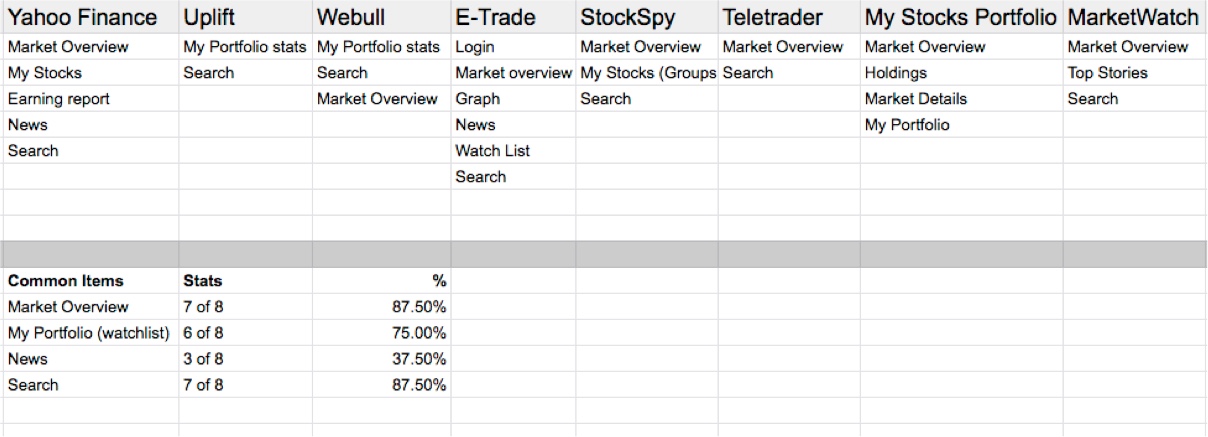 Yahoo Finance Uplift Webull E-Trade StockSpy Teletrader My Stocks Portfolio MarketWatch
Market Overview My Portfolio stats My Portfolio stats Login Market Overview Market Overview Market Overview Market Overview
My Stocks Search Search Market overview My Stocks (Groups Search Holdings Top Stories
Earning report Market Overview Graph Search Market Details Search
News News My Portfolio
Search Watch List
Search
Common Items Stats %
Market Overview 7 of 8 87.50%
My Portfolio (watchlist) 6 of 8 75.00%
News 3 of 8 37.50%
Search 7 of 8 87.50%